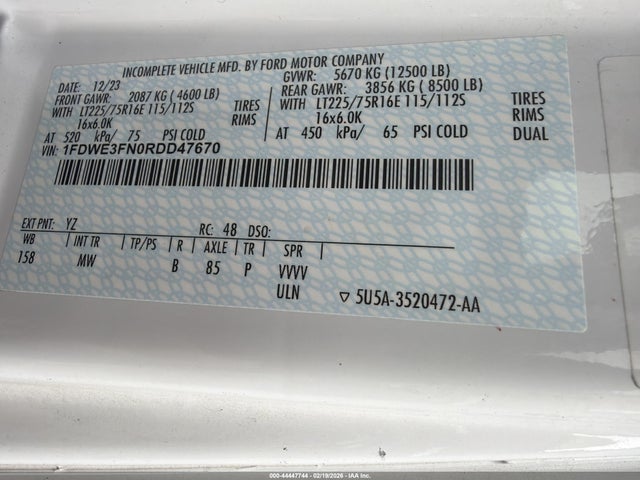 INCOMPLETE VEHICLE MFD. BY FORD MOTOR COMPANY
DATE: 12/23 GVWR: 5670 KG (12500 LB)
FRONT GAWR: 2087 KG ( 4600 LB) REAR GAWR: 3856 KG ( 8500 LB)
WITH LT225/75R16E 115/112S TIRES WITH LT225/75R16E 115/112S TIRES
16x6.0K RIMS 16x6.0K RIMS
AT 520 kPa/ 75 PSI COLD AT 450 kPa/ 65 PSI COLD DUAL
VIN: 1FDWE3FN0RDD47670
EXT PNT: YZ RC: 48 DSO:
WB INT TR TP/PS R AXLE TR SPR
158 MW B 85 P VVVV
ULN ▽ 5U5A-3520472-AA
000-44447744 - 02/19/2026 - IAA Inc.